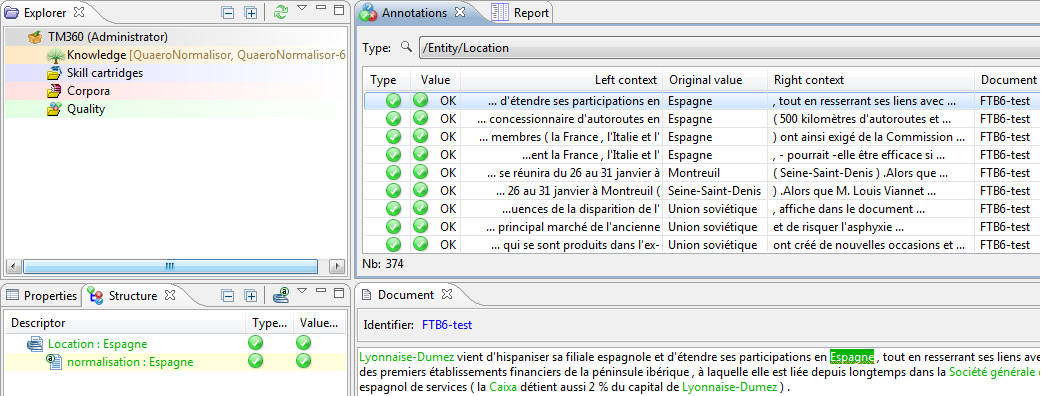 Explorer
TM360 (Administrator)
Knowledge [QuaeroNormalisor, QuaeroNormalisor-6
Skill cartridges
Corpora
Quality
Annotations
Report
Type: /Entity/Location
Type Value Left context Original value Right context Document
OK ... d'étendre ses participations en Espagne , tout en resserrant ses liens avec ... FTB6-test
OK ... concessionnaire d'autoroutes en Espagne ( 500 kilomètres d'autoroutes et ... FTB6-test
OK ... membres ( la France , l'Italie et l' Espagne ) ont ainsi exigé de la Commission ... FTB6-test
OK ...ent la France , l'Italie et l' Espagne , - pourrait -elle être efficace si ... FTB6-test
OK ... se réunira du 26 au 31 janvier à Montreuil ( Seine-Saint-Denis ) .Alors que ... FTB6-test
OK ... 26 au 31 janvier à Montreuil ( Seine-Saint-Denis ) .Alors que M. Louis Viannet ... FTB6-test
OK ...uences de la disparition de l' Union soviétique , affiche dans le document ... FTB6-test
OK ... principal marché de l'ancienne Union soviétique et de risquer l'asphyxie ... FTB6-test
OK ... qui se sont produits dans l'ex- Union soviétique ont créé de nouvelles occasions et ... FTB6-test
Nb: 374
Properties
Structure
Descriptor Type... Value...
Location : Espagne
normalisation : Espagne
Document
Identifier: FTB6-test
Lyonnaise-Dumez vient d'hispaniser sa filiale espagnole et d'étendre ses participations en Espagne , tout en resserrant ses liens ave
des premiers établissements financiers de la péninsule ibérique , à laquelle elle est liée depuis longtemps dans la Société générale
espagnol de services ( la Caixa détient aussi 2 % du capital de Lyonnaise-Dumez ) .